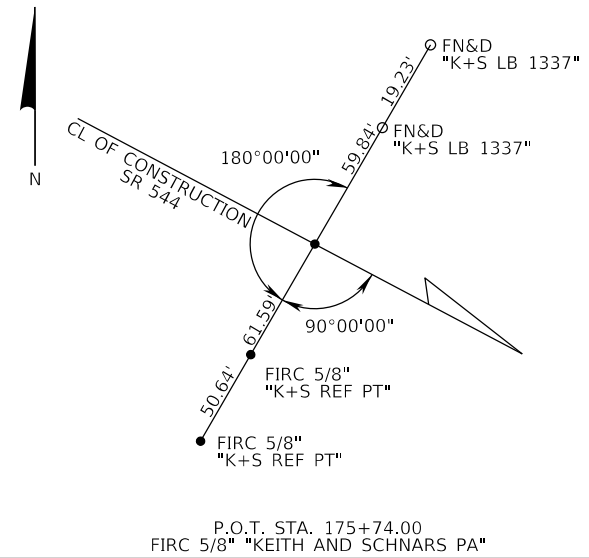 FN&D
"K+S LB 1337"
19.23'
FN&D
"K+S LB 1337"
59.84'
180°00'00"
CL OF CONSTRUCTION
SR 544
N
90°00'00"
61.59'
FIRC 5/8"
"K+S REF PT"
50.64'
FIRC 5/8"
"K+S REF PT"
P.O.T. STA. 175+74.00
FIRC 5/8" "KEITH AND SCHNARS PA"